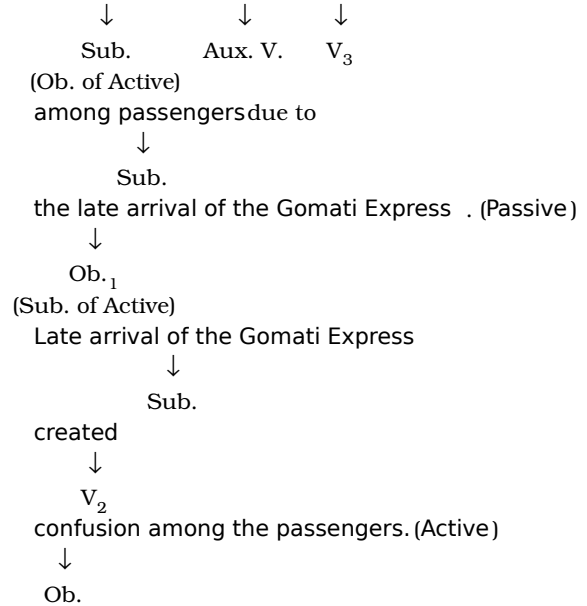 ↓ ↓ ↓
Sub. Aux. V. V₃
(Ob. of Active)
among passengers due to
↓
Sub.
the late arrival of the Gomati Express . (Passive)
↓
Ob.₁
(Sub. of Active)
Late arrival of the Gomati Express
↓
Sub.
created
↓
V₂
confusion among the passengers. (Active)
↓
Ob.